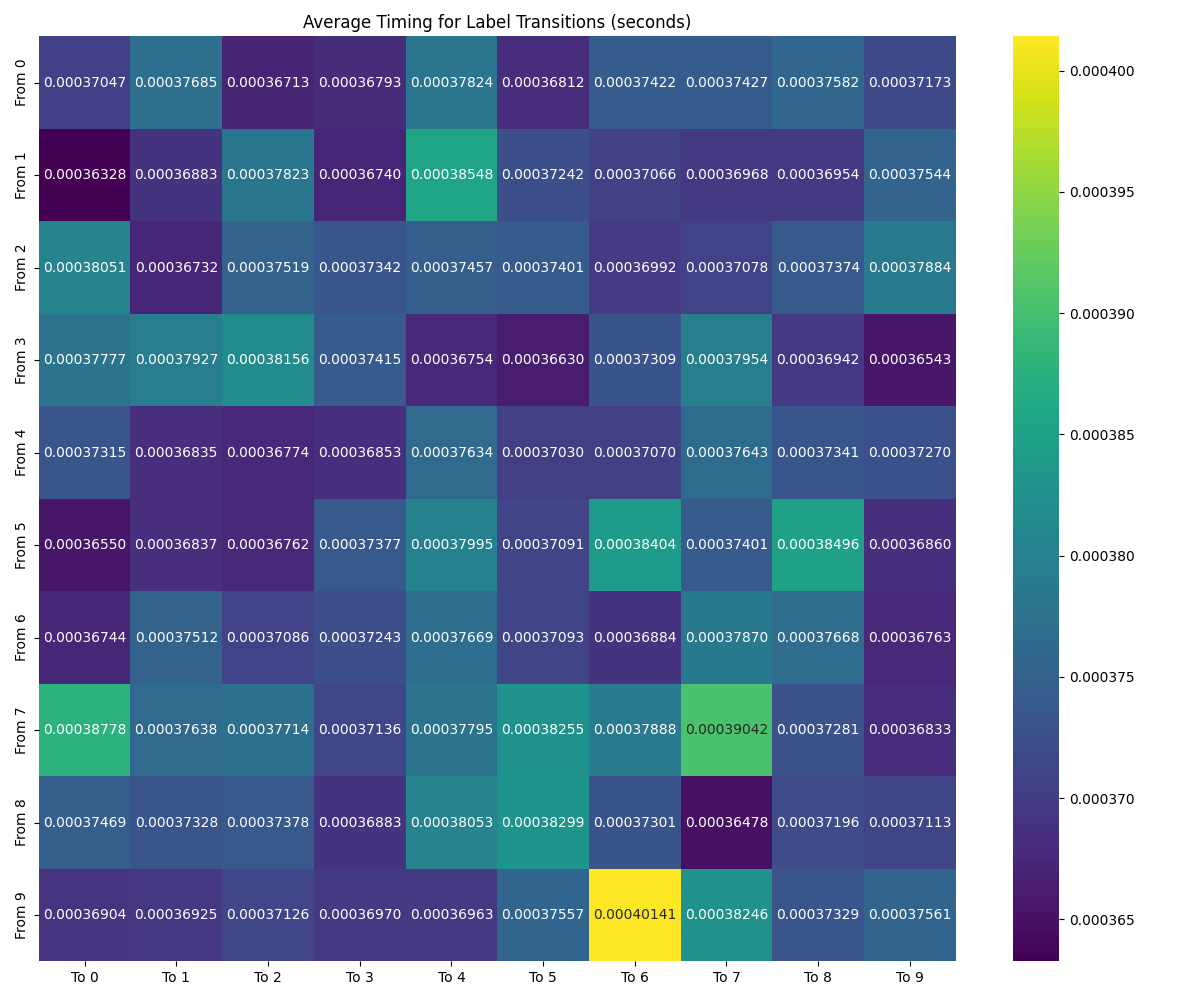 Average Timing for Label Transitions (seconds)
From 0 0.00037047 0.00037685 0.00036713 0.00036793 0.00037824 0.00036812 0.00037422 0.00037427 0.00037582 0.00037173
From 1 0.00036328 0.00036883 0.00037823 0.00036740 0.00038548 0.00037242 0.00037066 0.00036968 0.00036954 0.00037544
From 2 0.00038051 0.00036732 0.00037519 0.00037342 0.00037457 0.00037401 0.00036992 0.00037078 0.00037374 0.00037884
From 3 0.00037777 0.00037927 0.00038156 0.00037415 0.00036754 0.00036630 0.00037309 0.00037954 0.00036942 0.00036543
From 4 0.00037315 0.00036835 0.00036774 0.00036853 0.00037634 0.00037030 0.00037070 0.00037643 0.00037341 0.00037270
From 5 0.00036550 0.00036837 0.00036762 0.00037377 0.00037995 0.00037091 0.00038404 0.00037401 0.00038496 0.00036860
From 6 0.00036744 0.00037512 0.00037086 0.00037243 0.00037669 0.00037093 0.00036884 0.00037870 0.00037668 0.00036763
From 7 0.00038778 0.00037638 0.00037714 0.00037136 0.00037795 0.00038255 0.00037888 0.00039042 0.00037281 0.00036833
From 8 0.00037469 0.00037328 0.00037378 0.00036883 0.00038053 0.00038299 0.00037301 0.00036478 0.00037196 0.00037113
From 9 0.00036904 0.00036925 0.00037126 0.00036970 0.00036963 0.00037557 0.00040141 0.00038246 0.00037329 0.00037561
To 0 To 1 To 2 To 3 To 4 To 5 To 6 To 7 To 8 To 9
0.000400
0.000395
0.000390
0.000385
0.000380
0.000375
0.000370
0.000365